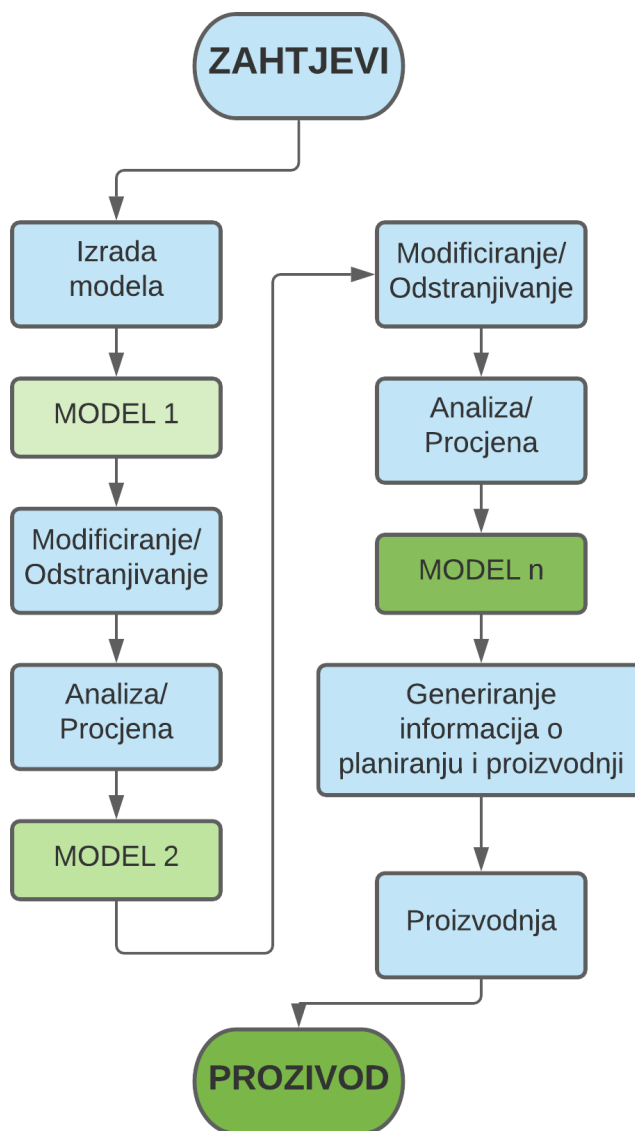 ZAHTJEVI
Izrada
modela
MODEL 1
Modificiranje/
Odstranjivanje
Analiza/
Procjena
MODEL 2
Modificiranje/
Odstranjivanje
Analiza/
Procjena
MODEL n
Generiranje
informacija o
planiranju i proizvodnji
Proizvodnja
PROZIVOD